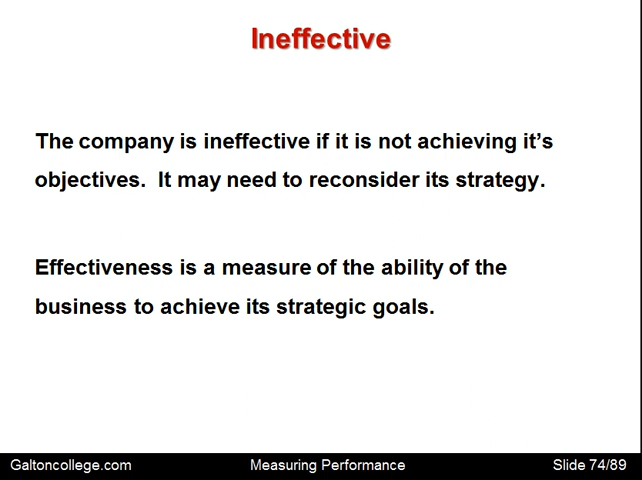 Ineffective
The company is ineffective if it is not achieving it’s
objectives.  It may need to reconsider its strategy.
Effectiveness is a measure of the ability of the
business to achieve its strategic goals.
Galtoncollege.com Measuring Performance Slide 74/89